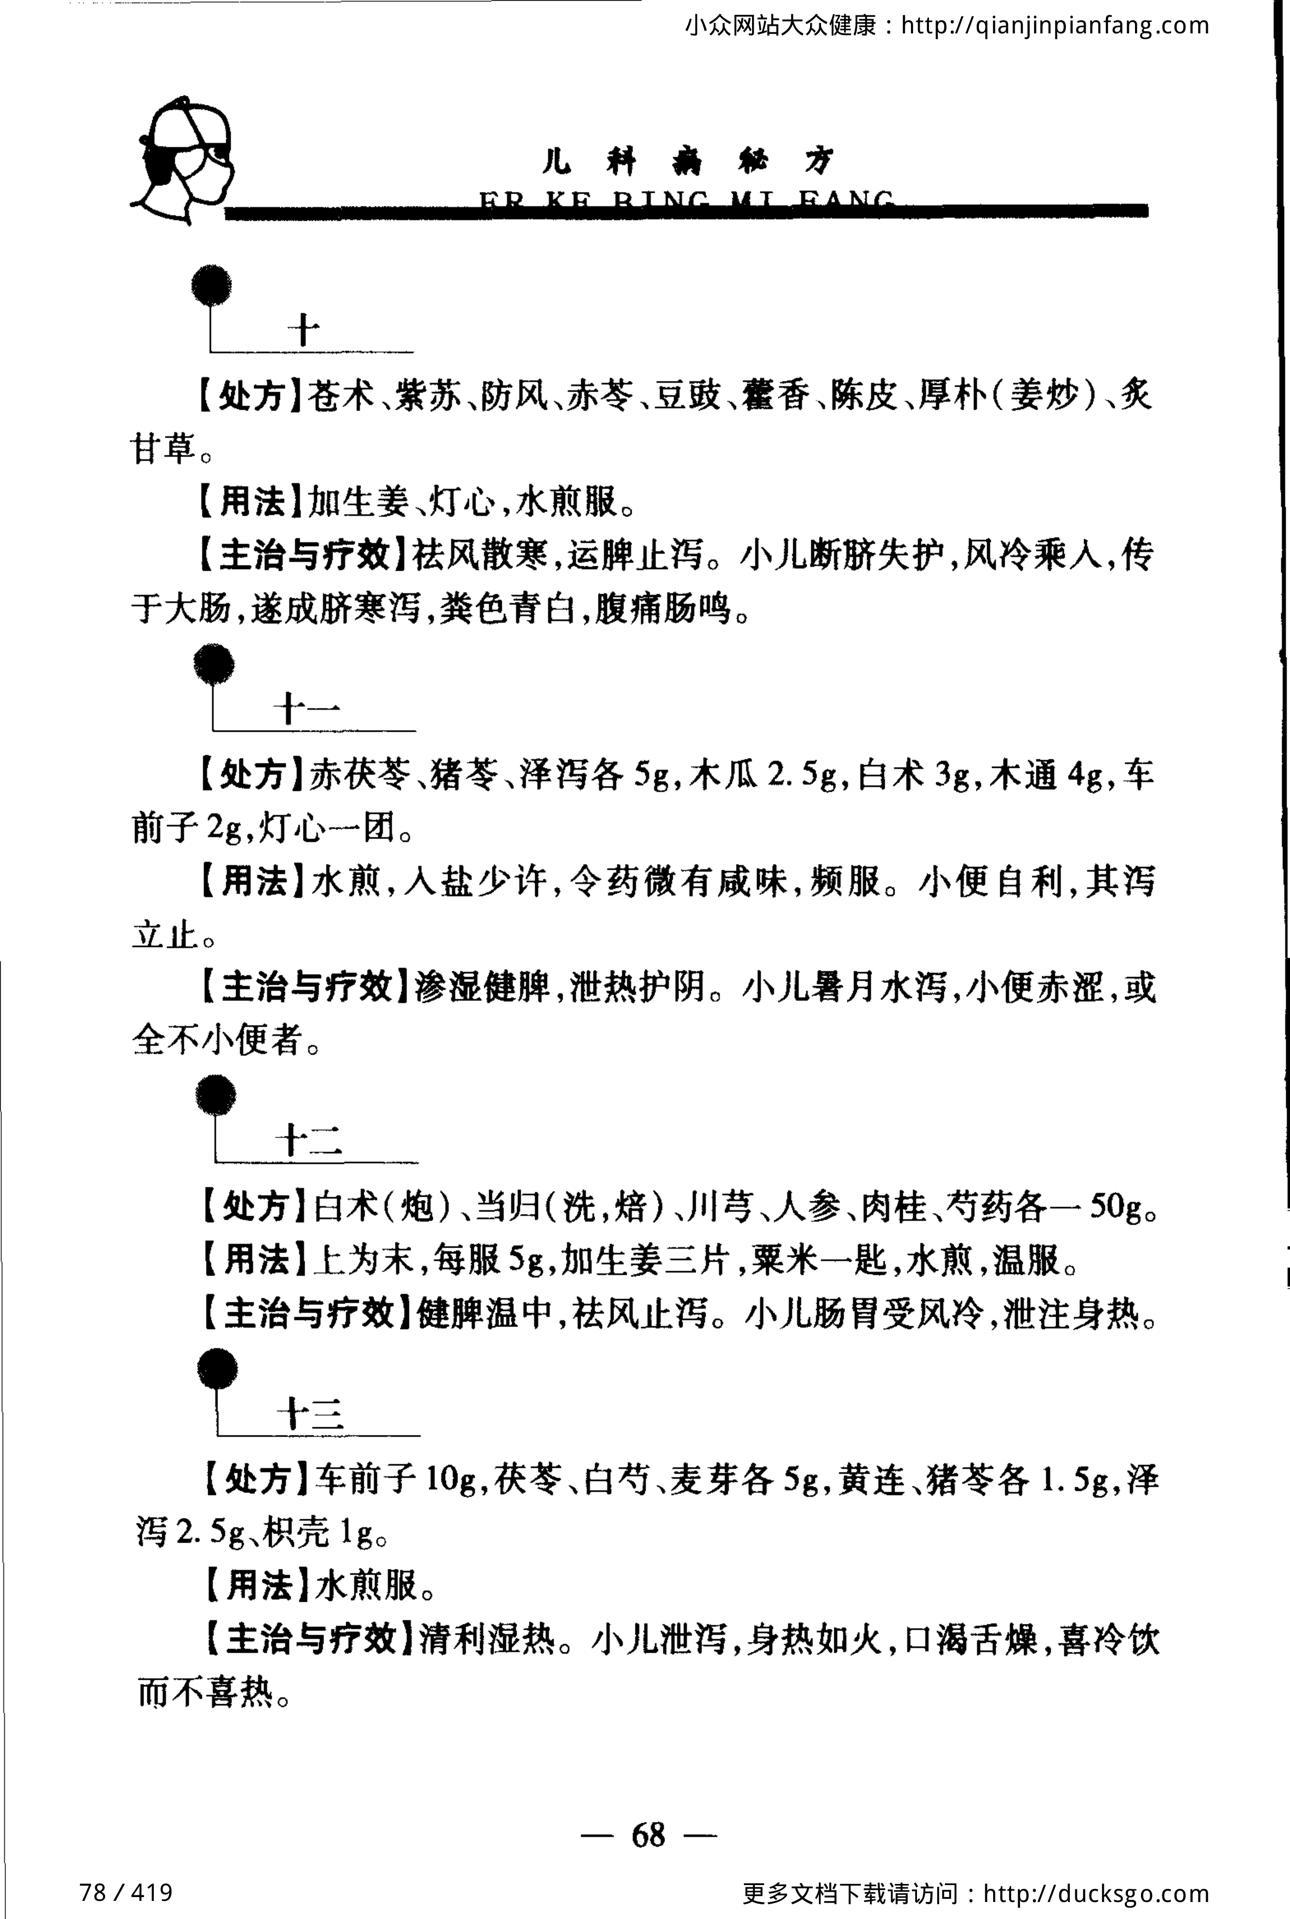 小众网站大众健康：http://qianjinpianfang.com
儿科病秘方
ER KE BING MI FANG
十
【处方】苍术、紫苏、防风、赤苓、豆豉、藿香、陈皮、厚朴(姜炒)、炙
甘草。
【用法】加生姜、灯心,水煎服。
【主治与疗效】祛风散寒,运脾止泻。小儿断脐失护,风冷乘入,传
于大肠,遂成脐寒泻,粪色青白,腹痛肠鸣。
十一
【处方】赤茯苓、猪苓、泽泻各 5g,木瓜 2.5g,白术 3g,木通 4g,车
前子 2g,灯心一团。
【用法】水煎,入盐少许,令药微有咸味,频服。小便自利,其泻
立止。
【主治与疗效】渗湿健脾,泄热护阴。小儿暑月水泻,小便赤涩,或
全不小便者。
十二
【处方】白术(炮)、当归(洗,焙)、川芎、人参、肉桂、芍药各一 50g。
【用法】上为末,每服 5g,加生姜三片,粟米一匙,水煎,温服。
【主治与疗效】健脾温中,祛风止泻。小儿肠胃受风冷,泄注身热。
十三
【处方】车前子 10g,茯苓、白芍、麦芽各 5g,黄连、猪苓各 1.5g,泽
泻 2.5g、枳壳 1g。
【用法】水煎服。
【主治与疗效】清利湿热。小儿泄泻,身热如火,口渴舌燥,喜冷饮
而不喜热。
— 68 —
78 / 419
更多文档下载请访问：http://ducksgo.com